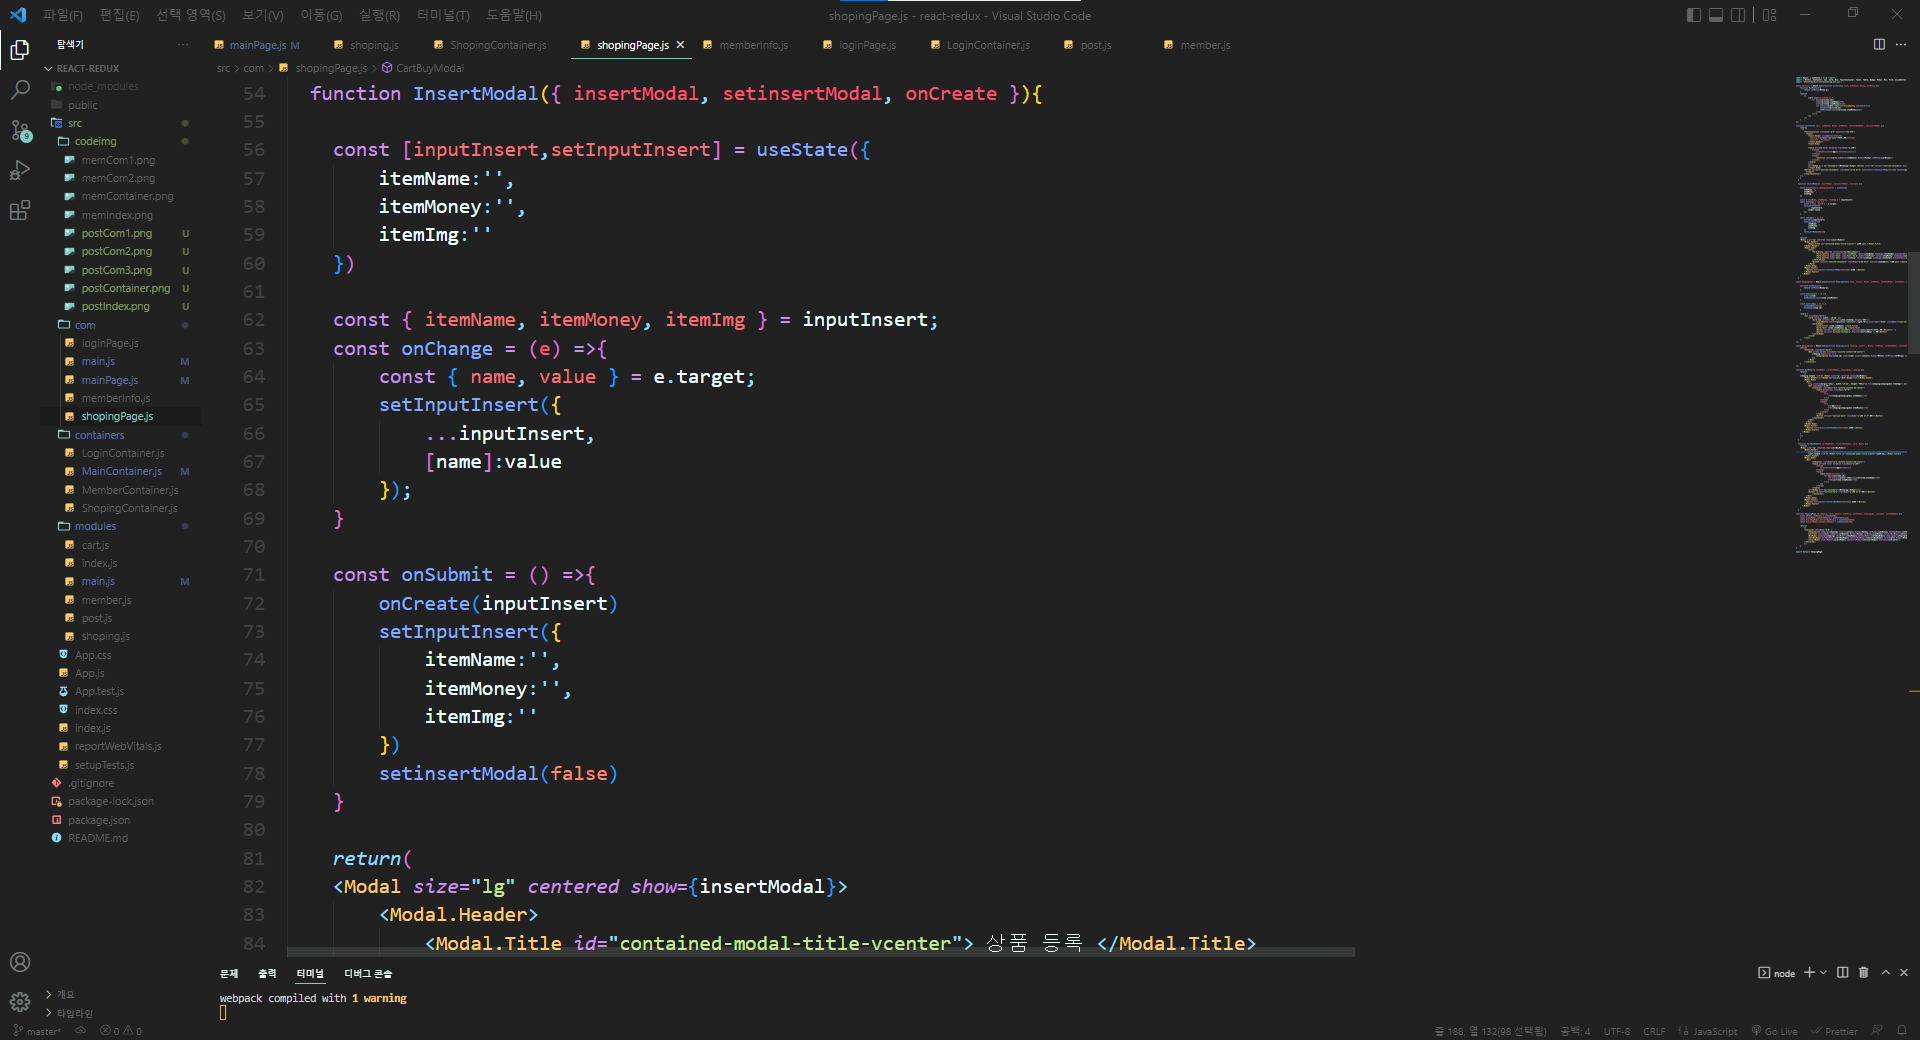 파일(F) 편집(E) 선택 영역(S) 보기(V) 이동(G) 실행(R) 터미널(T) 도움말(H)
shopingPage.js - react-redux - Visual Studio Code
탐색기
mainPage.js M
shoping.js
ShopingContainer.js
shopingPage.js
memberInfo.js
loginPage.js
LoginContainer.js
post.js
member.js
src > com > shopingPage.js > CartBuyModal
REACT-REDUX
node_modules
public
src
codeimg
memCom1.png
memCom2.png
memContainer.png
memIndex.png
postCom1.png U
postCom2.png U
postCom3.png U
postContainer.png U
postIndex.png U
com
loginPage.js
main.js M
mainPage.js M
memberInfo.js
shopingPage.js
containers
LoginContainer.js
MainContainer.js M
MemberContainer.js
ShopingContainer.js
modules
cart.js
index.js
main.js M
member.js
post.js
shoping.js
App.css
App.js
App.test.js
index.css
index.js
reportWebVitals.js
setupTests.js
.gitignore
package-lock.json
package.json
README.md
개요
타임라인
9
54 function InsertModal({ insertModal, setinsertModal, onCreate }){
55
56 const [inputInsert,setInputInsert] = useState({
57 itemName:'',
58 itemMoney:'',
59 itemImg:''
60 })
61
62 const { itemName, itemMoney, itemImg } = inputInsert;
63 const onChange = (e) =>{
64 const { name, value } = e.target;
65 setInputInsert({
66 ...inputInsert,
67 [name]:value
68 });
69 }
70
71 const onSubmit = () =>{
72 onCreate(inputInsert)
73 setInputInsert({
74 itemName:'',
75 itemMoney:'',
76 itemImg:''
77 })
78 setinsertModal(false)
79 }
80
81 return(
82 <Modal size="lg" centered show={insertModal}>
83 <Modal.Header>
84 <Modal.Title id="contained-modal-title-vcenter"> 상품 등록 </Modal.Title>
문제 출력 터미널 디버그 콘솔
node
webpack compiled with 1 warning
master* 0 0
줄 188, 열 132(98 선택됨) 공백: 4 UTF-8 CRLF JavaScript Go Live Prettier